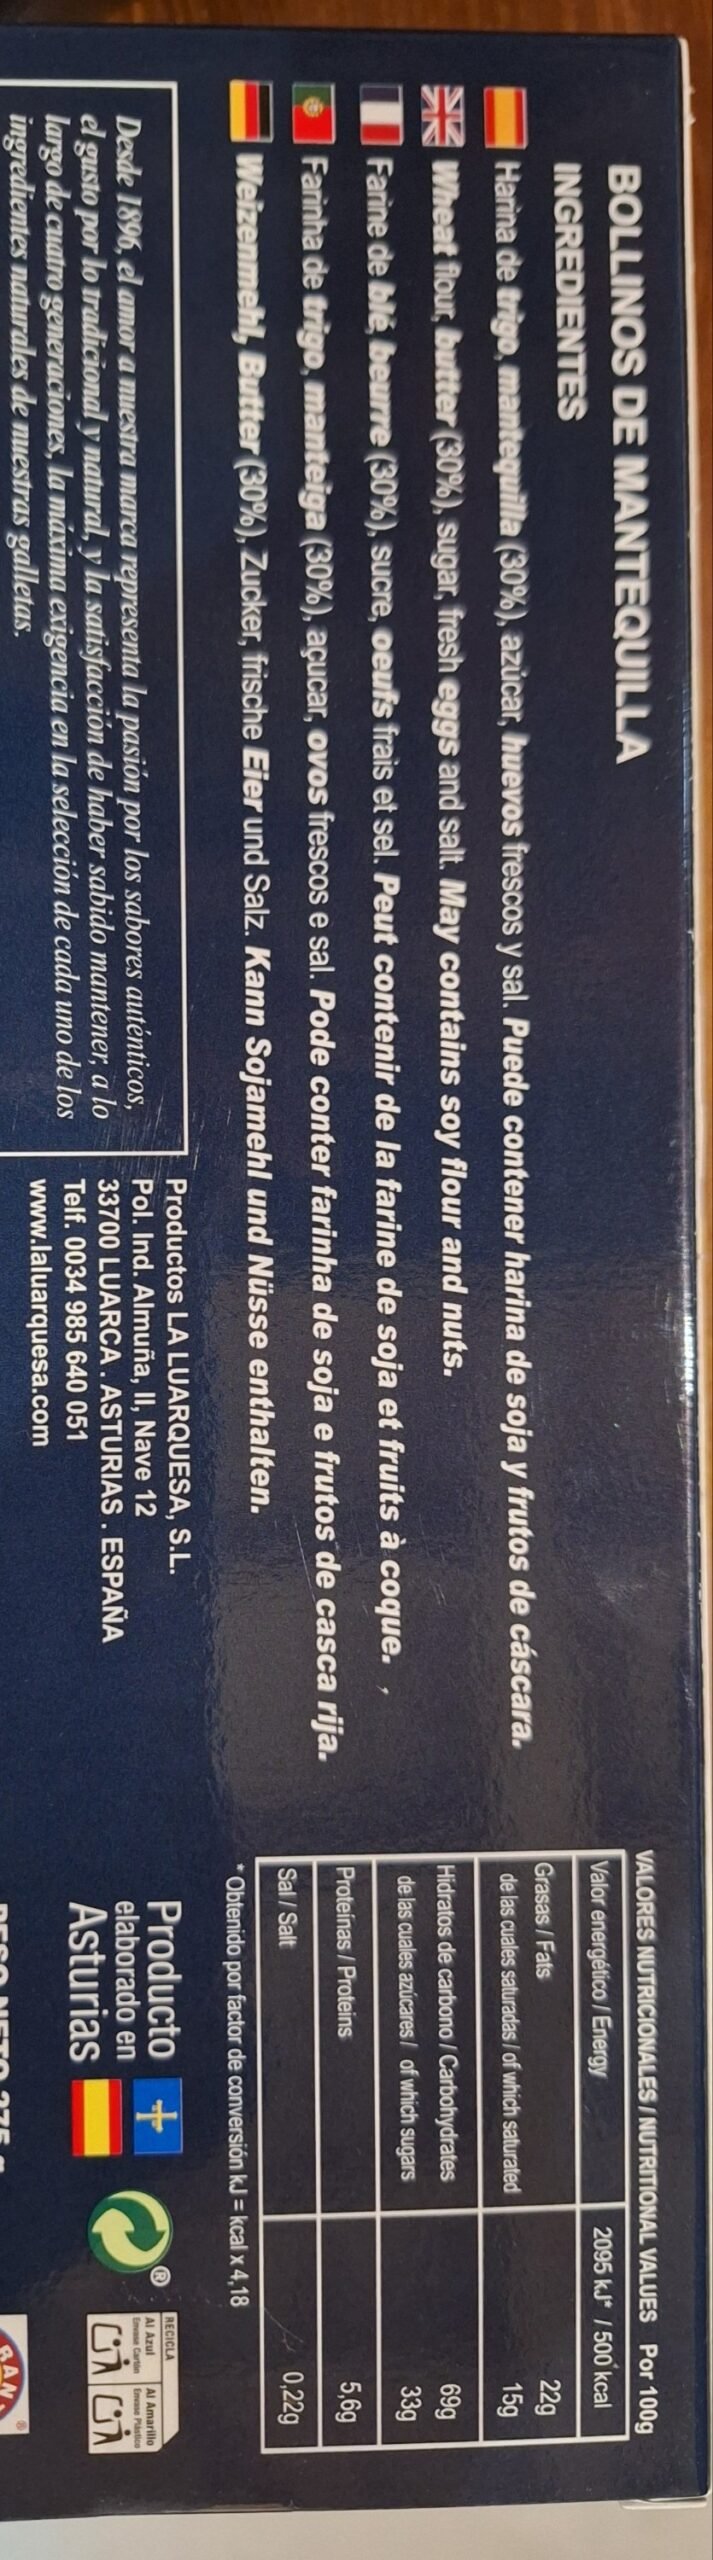 BOLLINOS DE MANTEQUILLA
INGREDIENTES
Harina de trigo, mantequilla (30%), azúcar, huevos frescos y sal. Puede contener harina de soja y frutos de cáscara.
Wheat flour, butter (30%), sugar, fresh eggs and salt. May contains soy flour and nuts.
Farine de blé, beurre (30%), sucre, oeufs frais et sel. Peut contenir de la farine de soja et fruits à coque. ,
Farinha de trigo, manteiga (30%), açucar, ovos frescos e sal. Pode conter farinha de soja e frutos de casca rija.
Weizenmehl, Butter (30%), Zucker, frische Eier und Salz. Kann Sojamehl und Nüsse enthalten.
Desde 1896, el amor a nuestra marca representa la pasión por los sabores auténticos,
el gusto por lo tradicional y natural, y la satisfacción de haber sabido mantener, a lo
largo de cuatro generaciones, la máxima exigencia en la selección de cada uno de los
ingredientes naturales de nuestras galletas.
Productos LA LUARQUESA, S.L.
Pol. Ind. Almuña, II, Nave 12
33700 LUARCA . ASTURIAS . ESPAÑA
Telf. 0034 985 640 051
www.laluarquesa.com
VALORES NUTRICIONALES / NUTRITIONAL VALUES Por 100g
Valor energético / Energy 2095 kJ* / 500 kcal
Grasas / Fats 22g
de las cuales saturadas / of which saturated 15g
Hidratos de carbono / Carbohydrates 69g
de las cuales azúcares / of which sugars 33g
Proteínas / Proteins 5,6g
Sal / Salt 0,22g
* Obtenido por factor de conversión kJ = kcal x 4,18
Producto
elaborado en
Asturias
®
RECICLA
Al Azul Al Amarillo
Envase Cartón Envase Plástico
PESO NETO 275 g
®